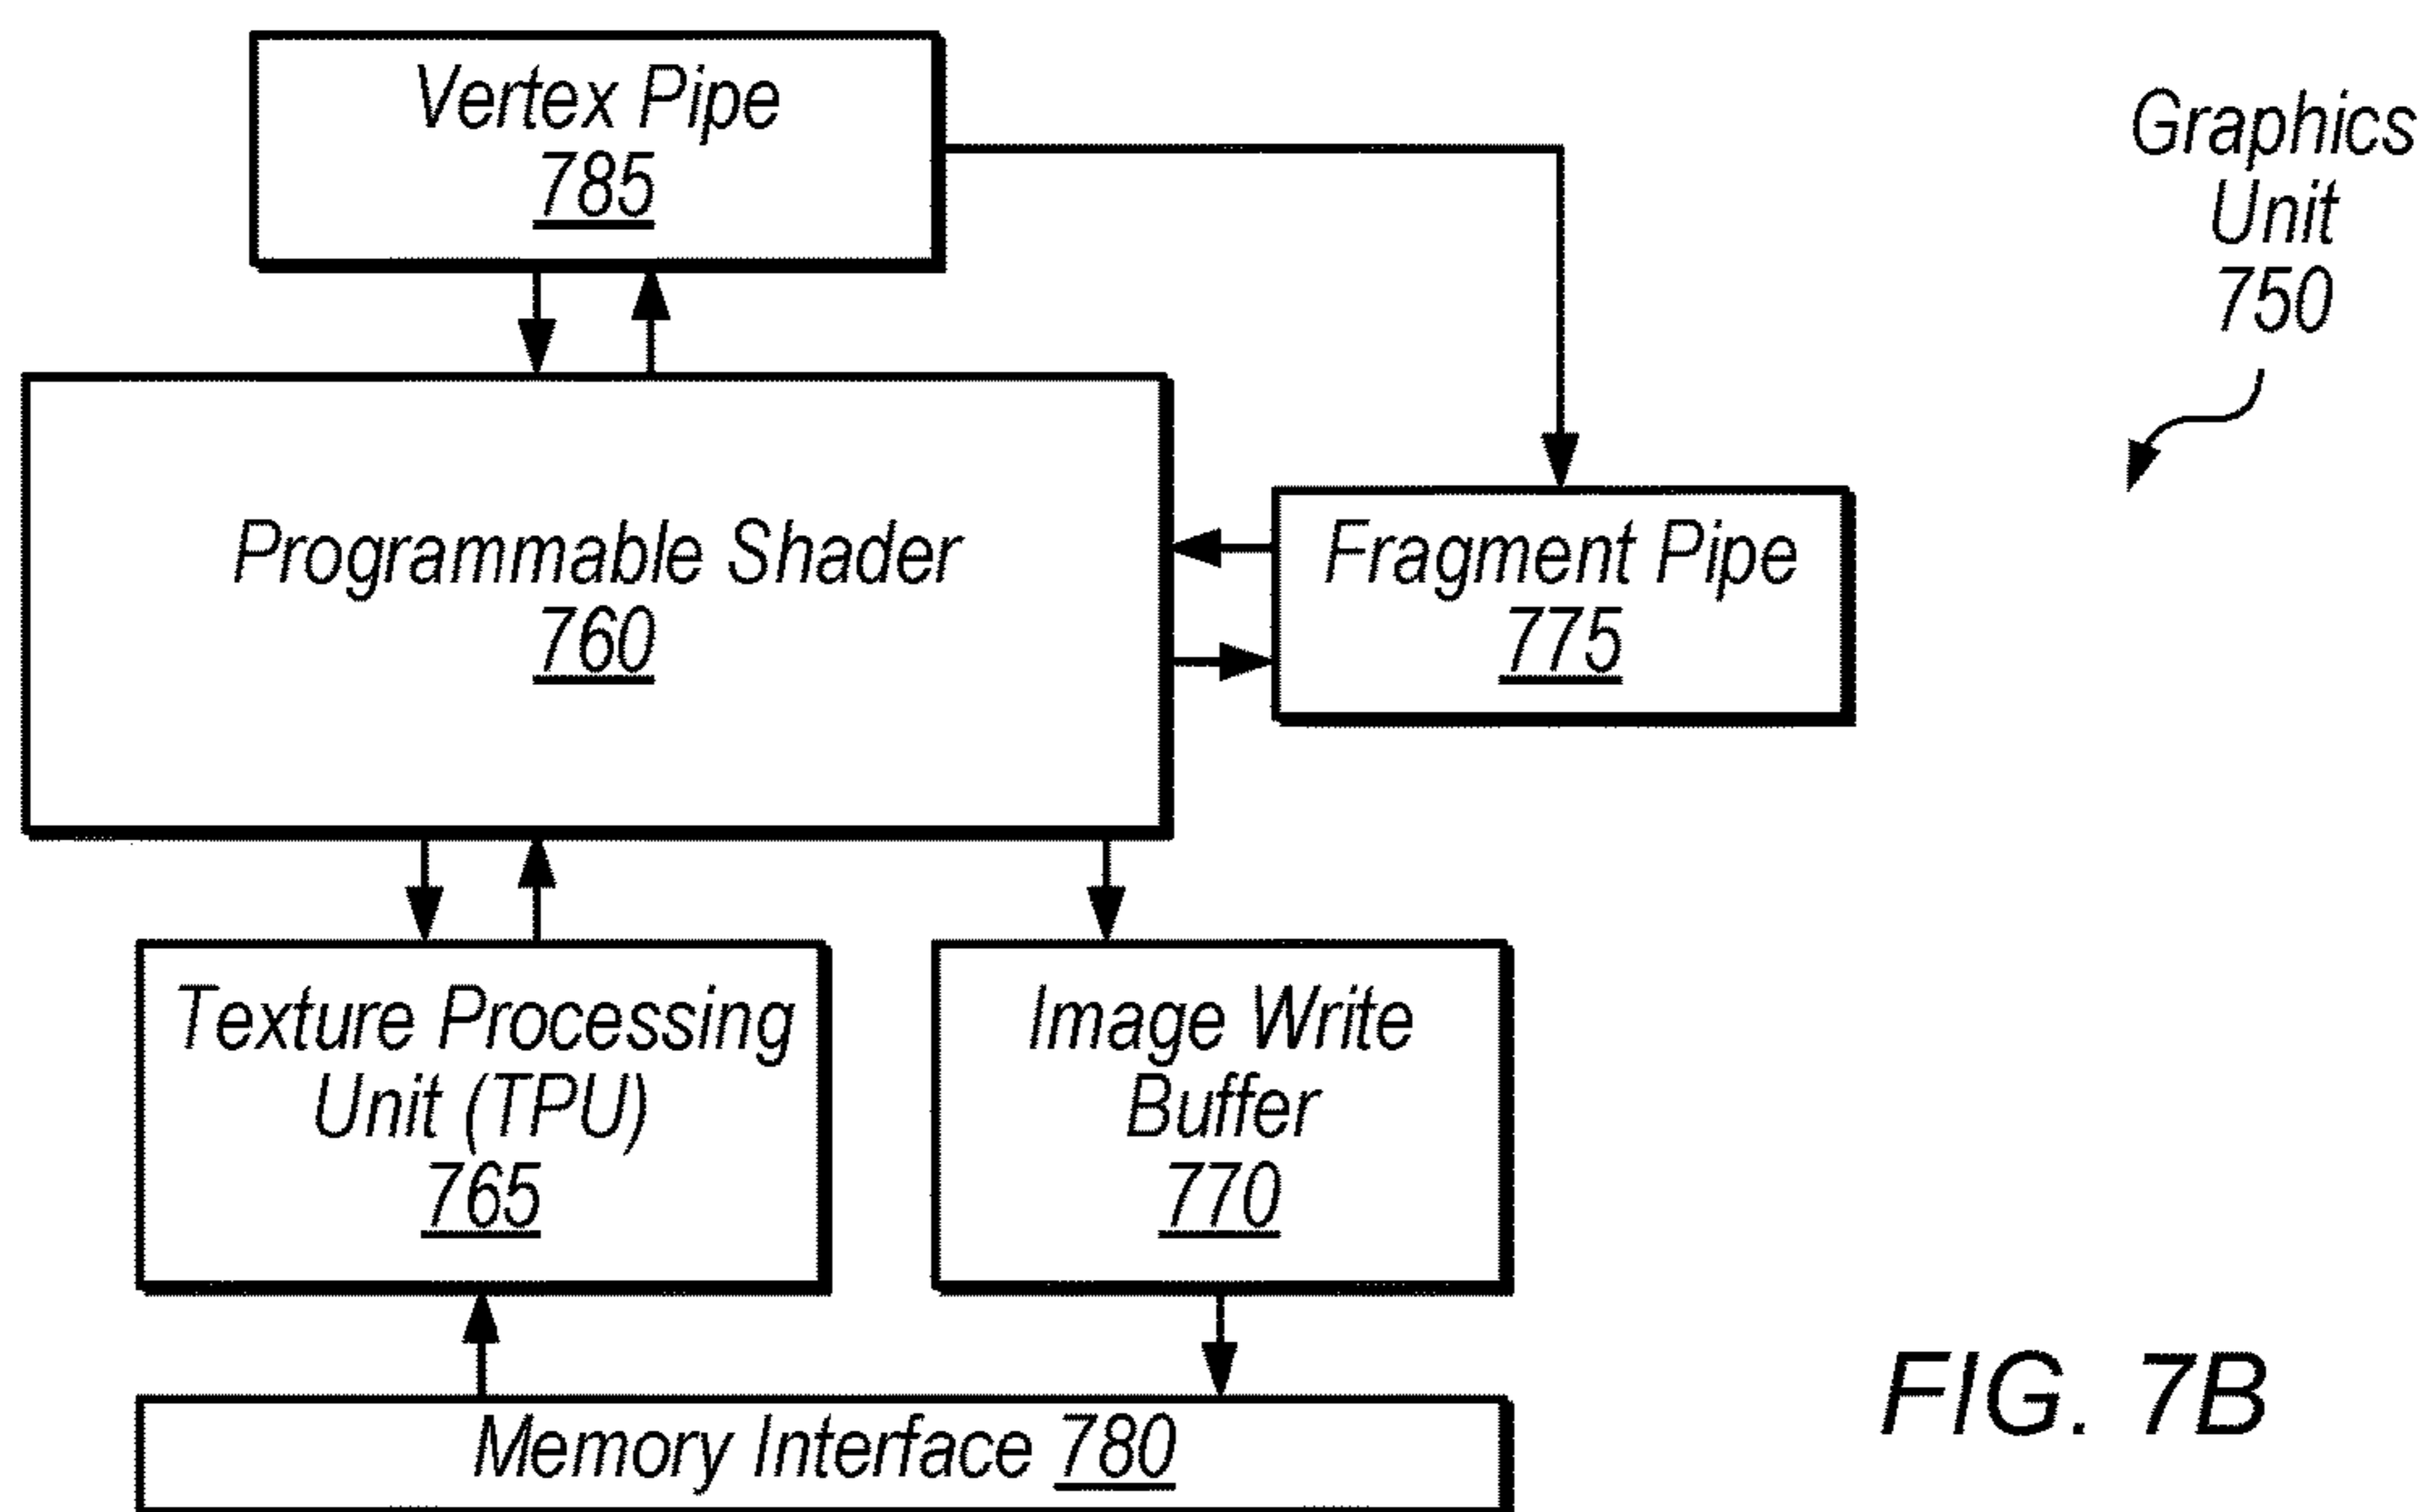 Vertex Pipe
785
Graphics
Unit
750
Programmable Shader
760
Fragment Pipe
775
Texture Processing
Unit (TPU)
765
Image Write
Buffer
770
Memory Interface 780
FIG. 7B